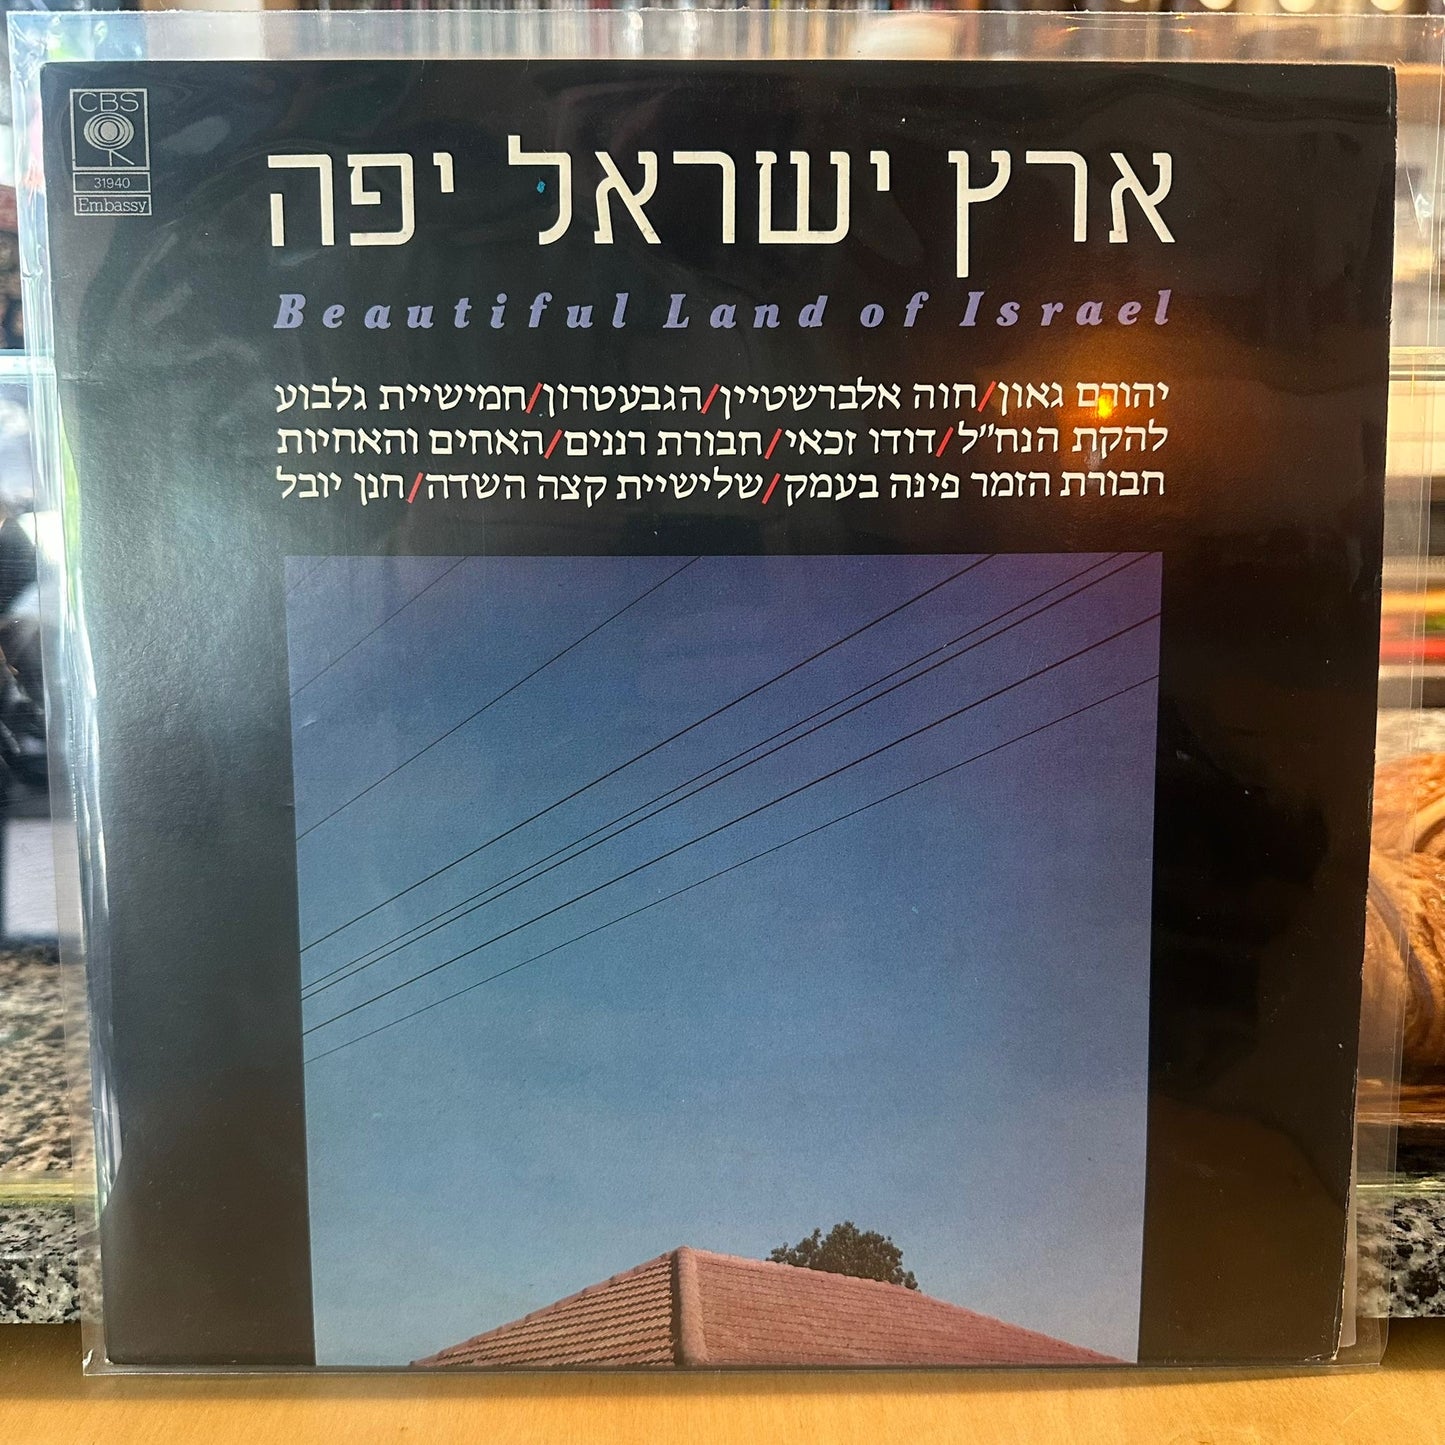 CBS
31940
Embassy
ארץ ישראל יפה
Beautiful Land of Israel
יהורם גאון/חוה אלברשטיין/הגבעטרון/חמישיית גלבוע
להקת הנח״ל/דודו זכאי/חבורת רננים/האחים והאחיות
חבורת הזמר פינה בעמק/שלישיית קצה השדה/חנן יובל